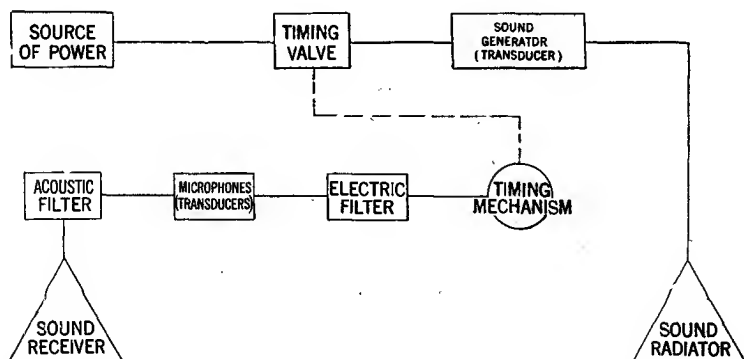 SOURCE
OF POWER
TIMING
VALVE
SOUND
GENERATOR
(TRANSDUCER)
ACOUSTIC
FILTER
MICROPHONES
(TRANSDUCERS)
ELECTRIC
FILTER
TIMING
MECHANISM
SOUND
RECEIVER
SOUND
RADIATOR